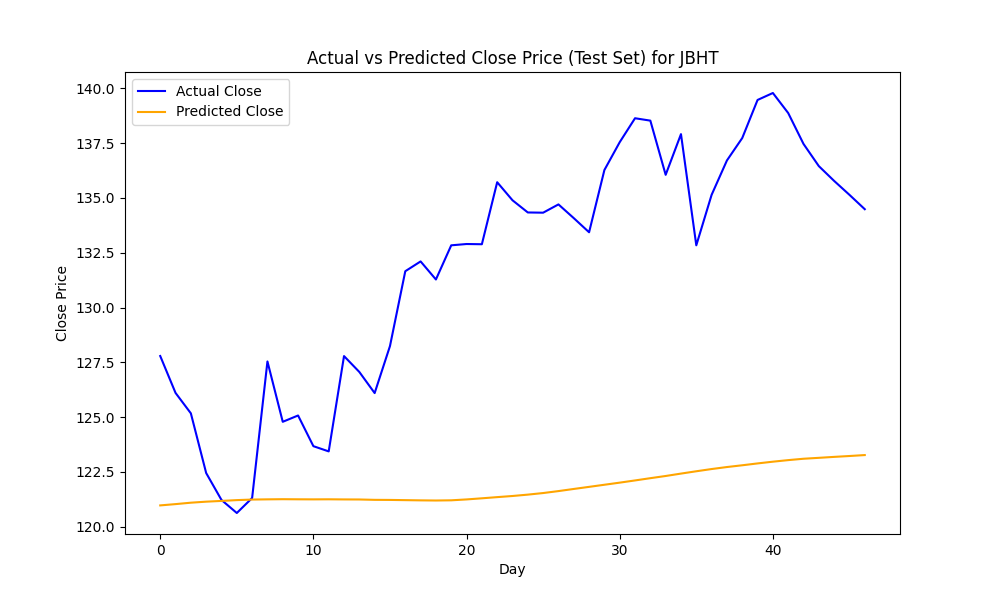 Actual vs Predicted Close Price (Test Set) for JBHT
Actual Close
Predicted Close
140.0
137.5
135.0
132.5
130.0
127.5
125.0
122.5
120.0
Close Price
0 10 20 30 40
Day